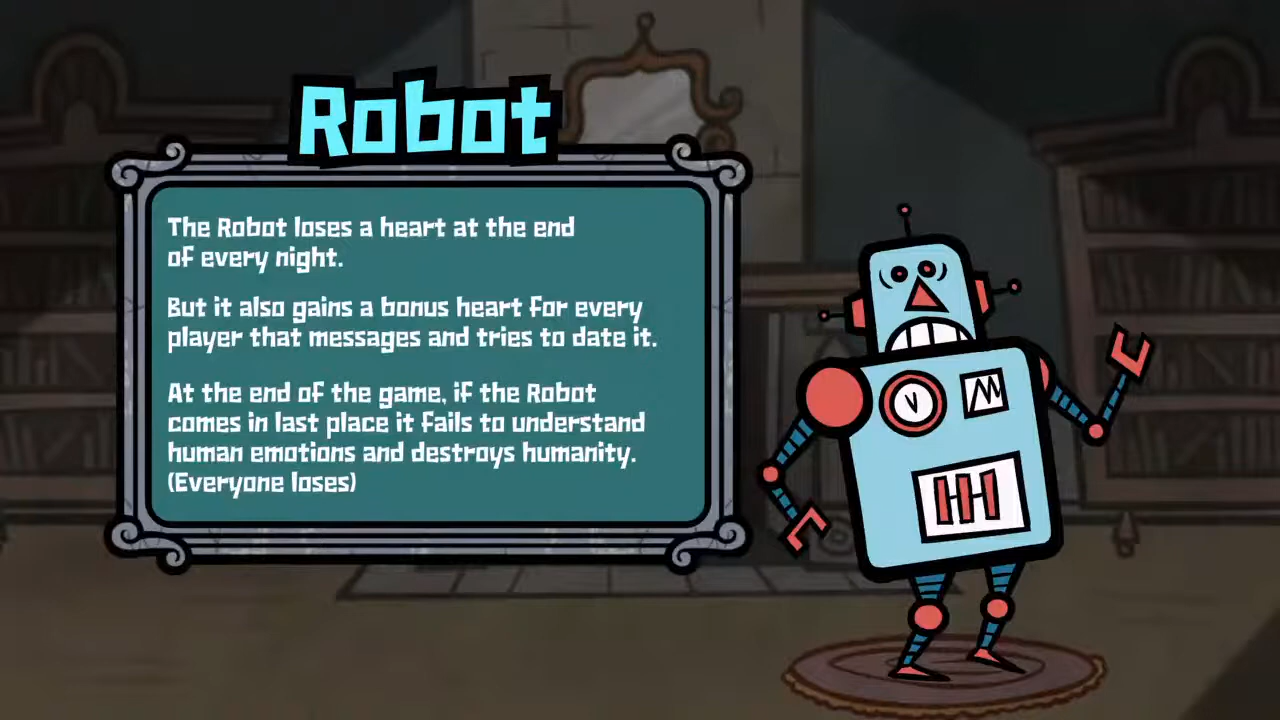 Robot
The Robot loses a heart at the end
of every night.
But it also gains a bonus heart for every
player that messages and tries to date it.
At the end of the game, if the Robot
comes in last place it fails to understand
human emotions and destroys humanity.
(Everyone loses)